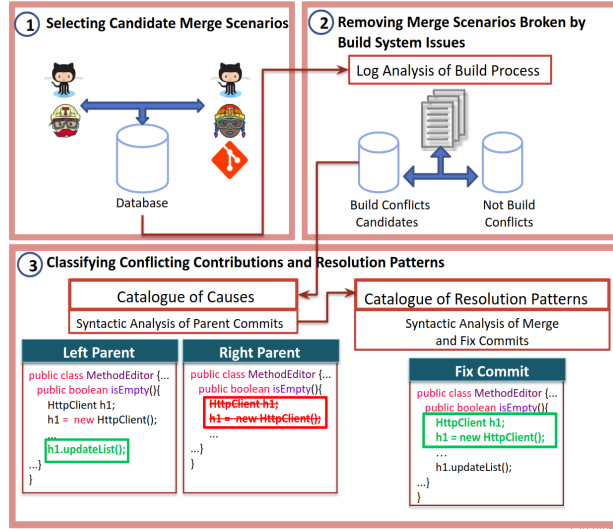 1 Selecting Candidate Merge Scenarios
Database
2 Removing Merge Scenarios Broken by
Build System Issues
Log Analysis of Build Process
Build Conflicts
Candidates
Not Build
Conflicts
3 Classifying Conflicting Contributions and Resolution Patterns
Catalogue of Causes
Syntactic Analysis of Parent Commits
Catalogue of Resolution Patterns
Syntactic Analysis of Merge
and Fix Commits
Left Parent
public class MethodEditor {...
public boolean isEmpty(){
HttpClient h1;
h1 = new HttpClient();
...
h1.updateList();
...}
}
Right Parent
public class MethodEditor {...
public boolean isEmpty(){
HttpClient h1;
h1 = new HttpClient();
...
...}
}
Fix Commit
public class MethodEditor {...
public boolean isEmpty(){
HttpClient h1;
h1 = new HttpClient();
...
h1.updateList();
...}
}